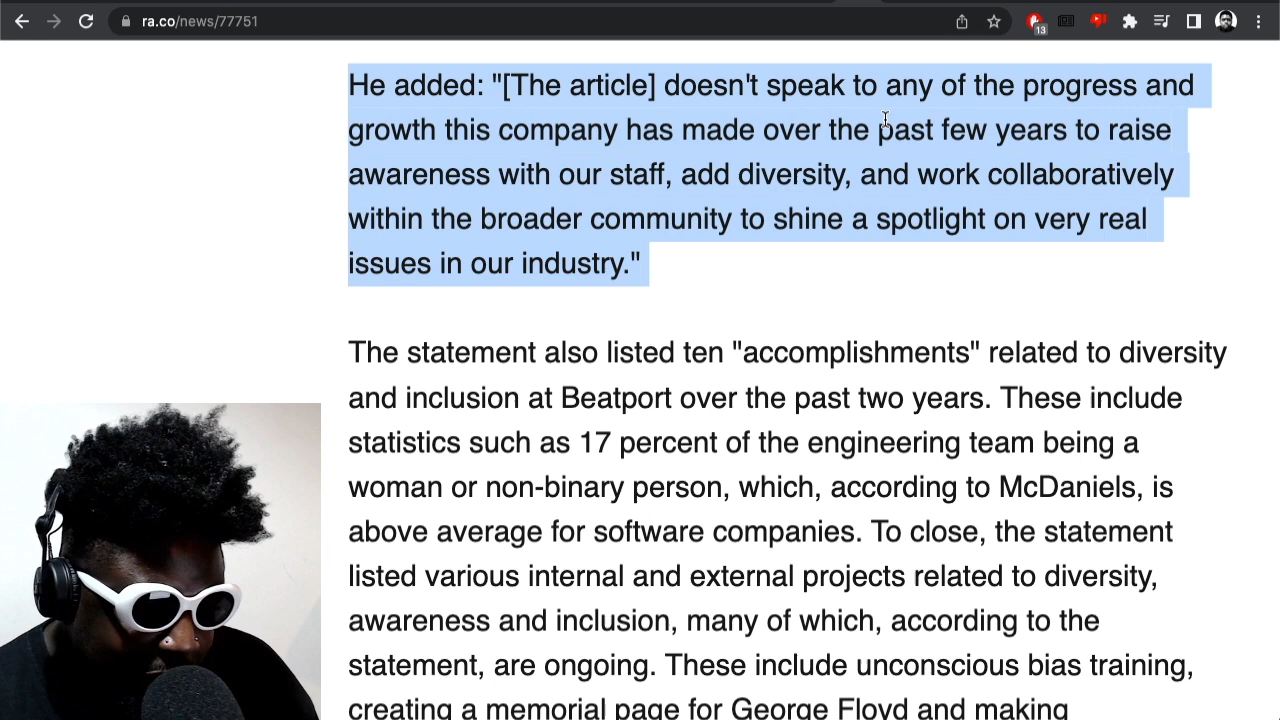 ra.co/news/77751
13
He added: "[The article] doesn't speak to any of the progress and
growth this company has made over the past few years to raise
awareness with our staff, add diversity, and work collaboratively
within the broader community to shine a spotlight on very real
issues in our industry."
The statement also listed ten "accomplishments" related to diversity
and inclusion at Beatport over the past two years. These include
statistics such as 17 percent of the engineering team being a
woman or non-binary person, which, according to McDaniels, is
above average for software companies. To close, the statement
listed various internal and external projects related to diversity,
awareness and inclusion, many of which, according to the
statement, are ongoing. These include unconscious bias training,
creating a memorial page for George Floyd and making